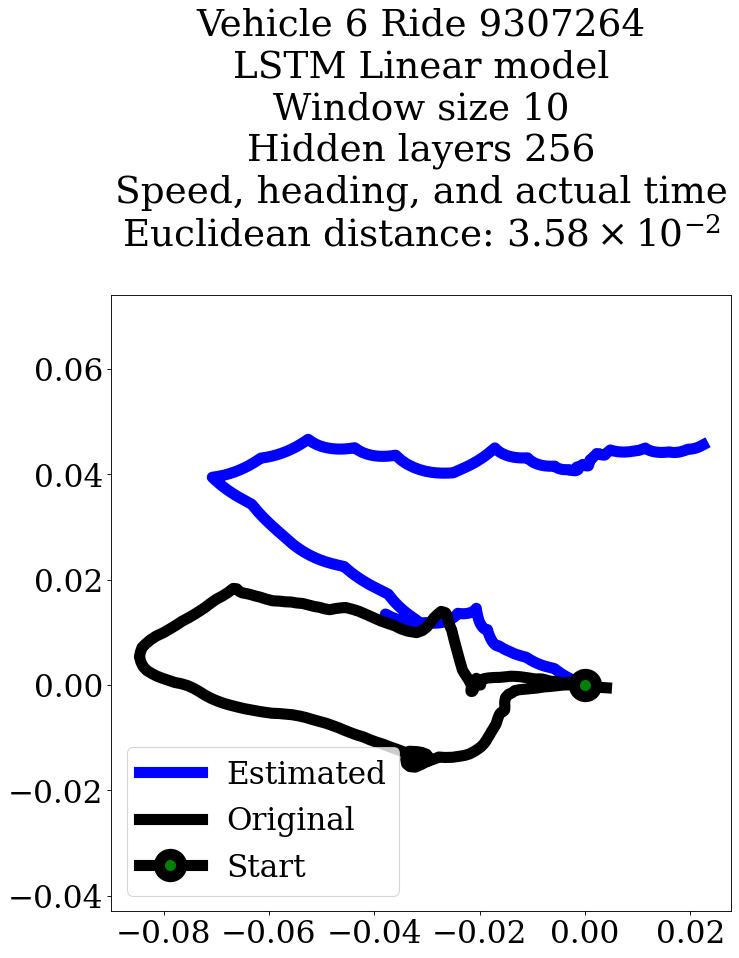 Vehicle 6 Ride 9307264
LSTM Linear model
Window size 10
Hidden layers 256
Speed, heading, and actual time
Euclidean distance: 3.58 × 10⁻²
0.06
0.04
0.02
0.00
−0.02
−0.04
Estimated
Original
Start
−0.08 −0.06 −0.04 −0.02 0.00 0.02